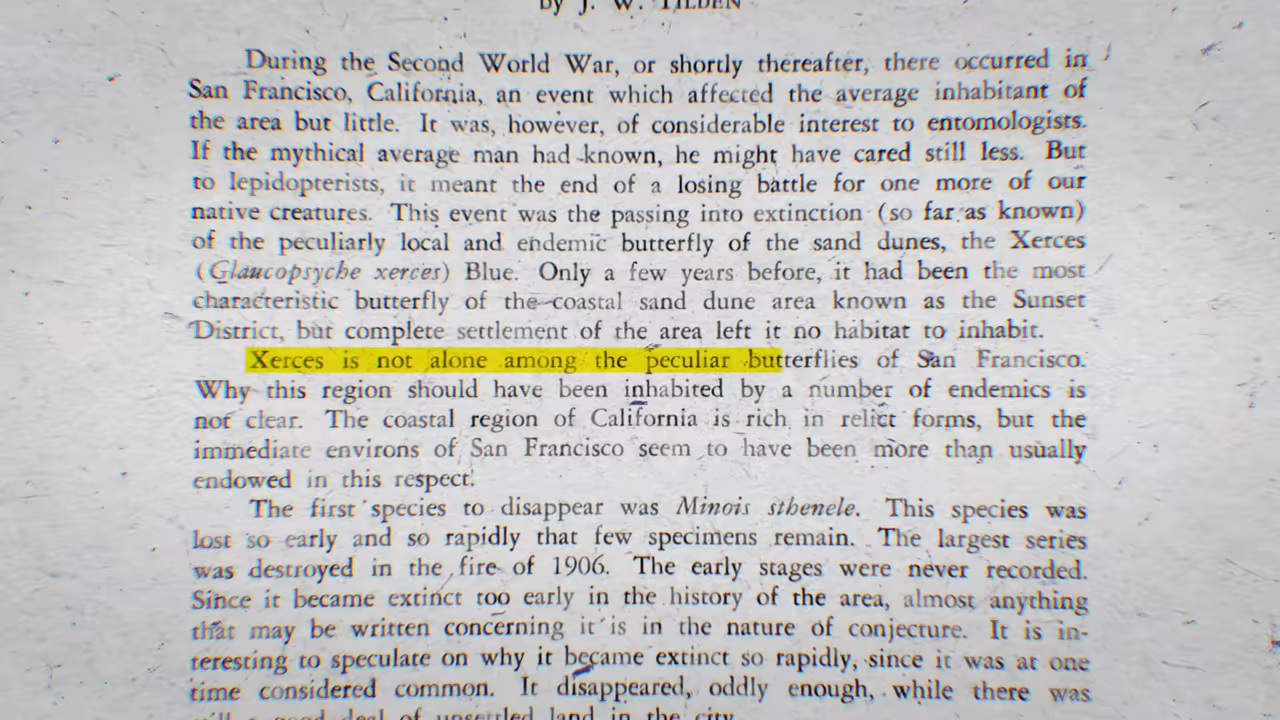 by J. W. TILDEN
During the Second World War, or shortly thereafter, there occurred in
San Francisco, California, an event which affected the average inhabitant of
the area but little. It was, however, of considerable interest to entomologists.
If the mythical average man had known, he might have cared still less. But
to lepidopterists, it meant the end of a losing battle for one more of our
native creatures. This event was the passing into extinction (so far as known)
of the peculiarly local and endemic butterfly of the sand dunes, the Xerces
(Glaucopsyche xerces) Blue. Only a few years before, it had been the most
characteristic butterfly of the coastal sand dune area known as the Sunset
District, but complete settlement of the area left it no habitat to inhabit.
Xerces is not alone among the peculiar butterflies of San Francisco.
Why this region should have been inhabited by a number of endemics is
not clear. The coastal region of California is rich in relict forms, but the
immediate environs of San Francisco seem to have been more than usually
endowed in this respect.
The first species to disappear was Minois sthenele. This species was
lost so early and so rapidly that few specimens remain. The largest series
was destroyed in the fire of 1906. The early stages were never recorded.
Since it became extinct too early in the history of the area, almost anything
that may be written concerning it is in the nature of conjecture. It is in-
teresting to speculate on why it became extinct so rapidly, since it was at one
time considered common. It disappeared, oddly enough, while there was
still a good deal of unsettled land in the city.